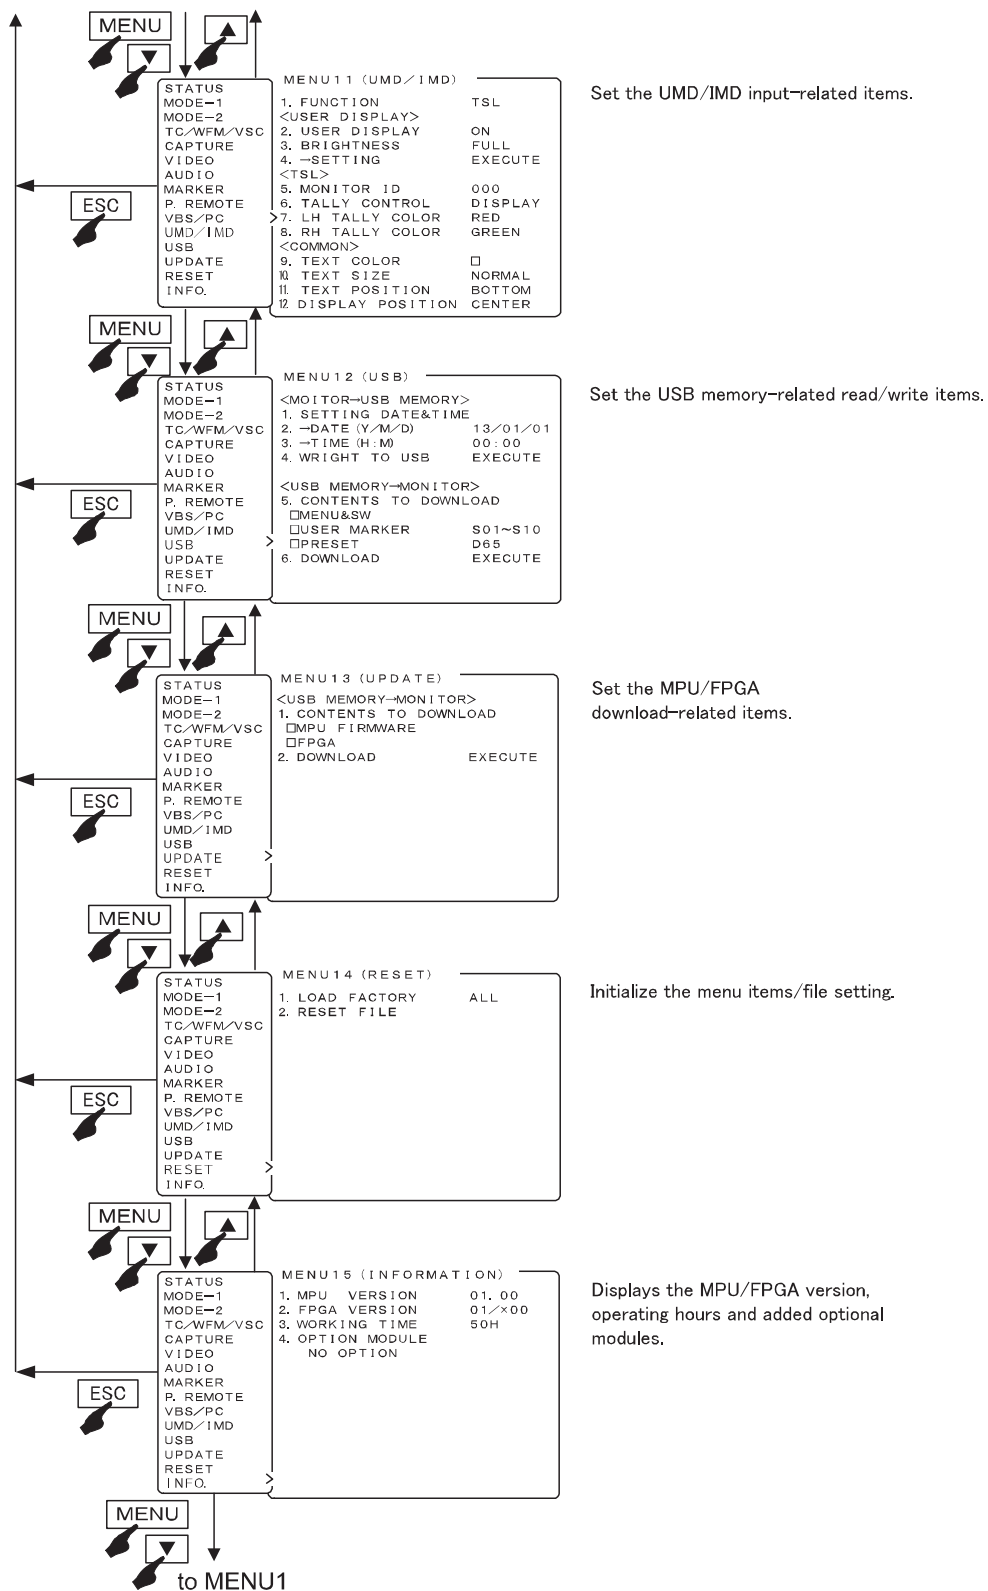 MENU
▼
▲
STATUS
MODE-1
MODE-2
TC/WFM/VSC
CAPTURE
VIDEO
AUDIO
MARKER
P. REMOTE
VBS/PC
UMD/IMD
USB
UPDATE
RESET
INFO.
>
ESC
MENU11 (UMD/IMD)
1. FUNCTION TSL
<USER DISPLAY>
2. USER DISPLAY ON
3. BRIGHTNESS FULL
4. →SETTING EXECUTE
<TSL>
5. MONITOR ID 000
6. TALLY CONTROL DISPLAY
7. LH TALLY COLOR RED
8. RH TALLY COLOR GREEN
<COMMON>
9. TEXT COLOR □
10. TEXT SIZE NORMAL
11. TEXT POSITION BOTTOM
12. DISPLAY POSITION CENTER
Set the UMD/IMD input-related items.
MENU
▼
▲
STATUS
MODE-1
MODE-2
TC/WFM/VSC
CAPTURE
VIDEO
AUDIO
MARKER
P. REMOTE
VBS/PC
UMD/IMD
USB
UPDATE
RESET
INFO.
>
ESC
MENU12 (USB)
<MOITOR→USB MEMORY>
1. SETTING DATE&TIME
2. →DATE (Y/M/D) 13/01/01
3. →TIME (H:M) 00:00
4. WRIGHT TO USB EXECUTE
<USB MEMORY→MONITOR>
5. CONTENTS TO DOWNLOAD
□MENU&SW
□USER MARKER S01~S10
□PRESET D65
6. DOWNLOAD EXECUTE
Set the USB memory-related read/write items.
MENU
▼
▲
STATUS
MODE-1
MODE-2
TC/WFM/VSC
CAPTURE
VIDEO
AUDIO
MARKER
P. REMOTE
VBS/PC
UMD/IMD
USB
UPDATE
RESET
INFO.
>
ESC
MENU13 (UPDATE)
<USB MEMORY→MONITOR>
1. CONTENTS TO DOWNLOAD
□MPU FIRMWARE
□FPGA
2. DOWNLOAD EXECUTE
Set the MPU/FPGA
download-related items.
MENU
▼
▲
STATUS
MODE-1
MODE-2
TC/WFM/VSC
CAPTURE
VIDEO
AUDIO
MARKER
P. REMOTE
VBS/PC
UMD/IMD
USB
UPDATE
RESET
INFO.
>
ESC
MENU14 (RESET)
1. LOAD FACTORY ALL
2. RESET FILE
Initialize the menu items/file setting.
MENU
▼
▲
STATUS
MODE-1
MODE-2
TC/WFM/VSC
CAPTURE
VIDEO
AUDIO
MARKER
P. REMOTE
VBS/PC
UMD/IMD
USB
UPDATE
RESET
INFO.
>
ESC
MENU15 (INFORMATION)
1. MPU VERSION 01. 00
2. FPGA VERSION 01/×00
3. WORKING TIME 50H
4. OPTION MODULE
NO OPTION
Displays the MPU/FPGA version,
operating hours and added optional
modules.
MENU
▼
to MENU1